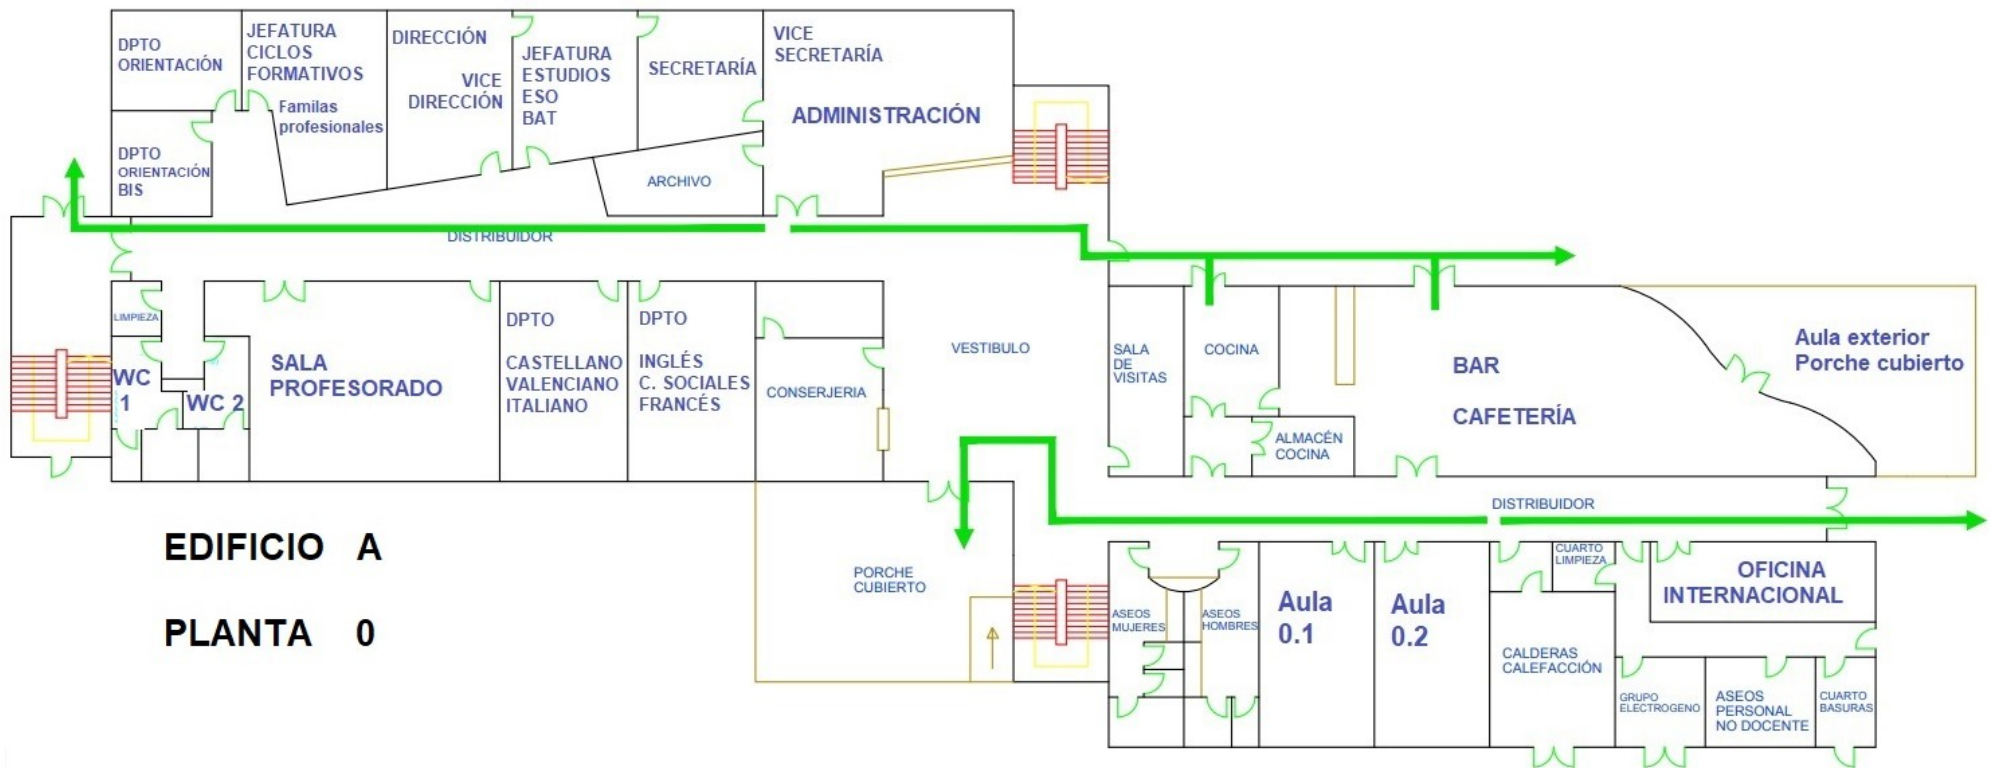 DPTO
ORIENTACIÓN
JEFATURA
CICLOS
FORMATIVOS
Familas
profesionales
DIRECCIÓN
VICE
DIRECCIÓN
JEFATURA
ESTUDIOS
ESO
BAT
SECRETARÍA
VICE
SECRETARÍA
ADMINISTRACIÓN
DPTO
ORIENTACIÓN
BIS
ARCHIVO
DISTRIBUIDOR
LIMPIEZA
WC
1
WC 2
SALA
PROFESORADO
DPTO
CASTELLANO
VALENCIANO
ITALIANO
DPTO
INGLÉS
C. SOCIALES
FRANCÉS
CONSERJERIA
VESTIBULO
SALA
DE
VISITAS
COCINA
ALMACÉN
COCINA
BAR
CAFETERÍA
Aula exterior
Porche cubierto
DISTRIBUIDOR
EDIFICIO A
PLANTA 0
PORCHE
CUBIERTO
ASEOS
MUJERES
ASEOS
HOMBRES
Aula
0.1
Aula
0.2
CUARTO
LIMPIEZA
OFICINA
INTERNACIONAL
CALDERAS
CALEFACCIÓN
GRUPO
ELECTROGENO
ASEOS
PERSONAL
NO DOCENTE
CUARTO
BASURAS